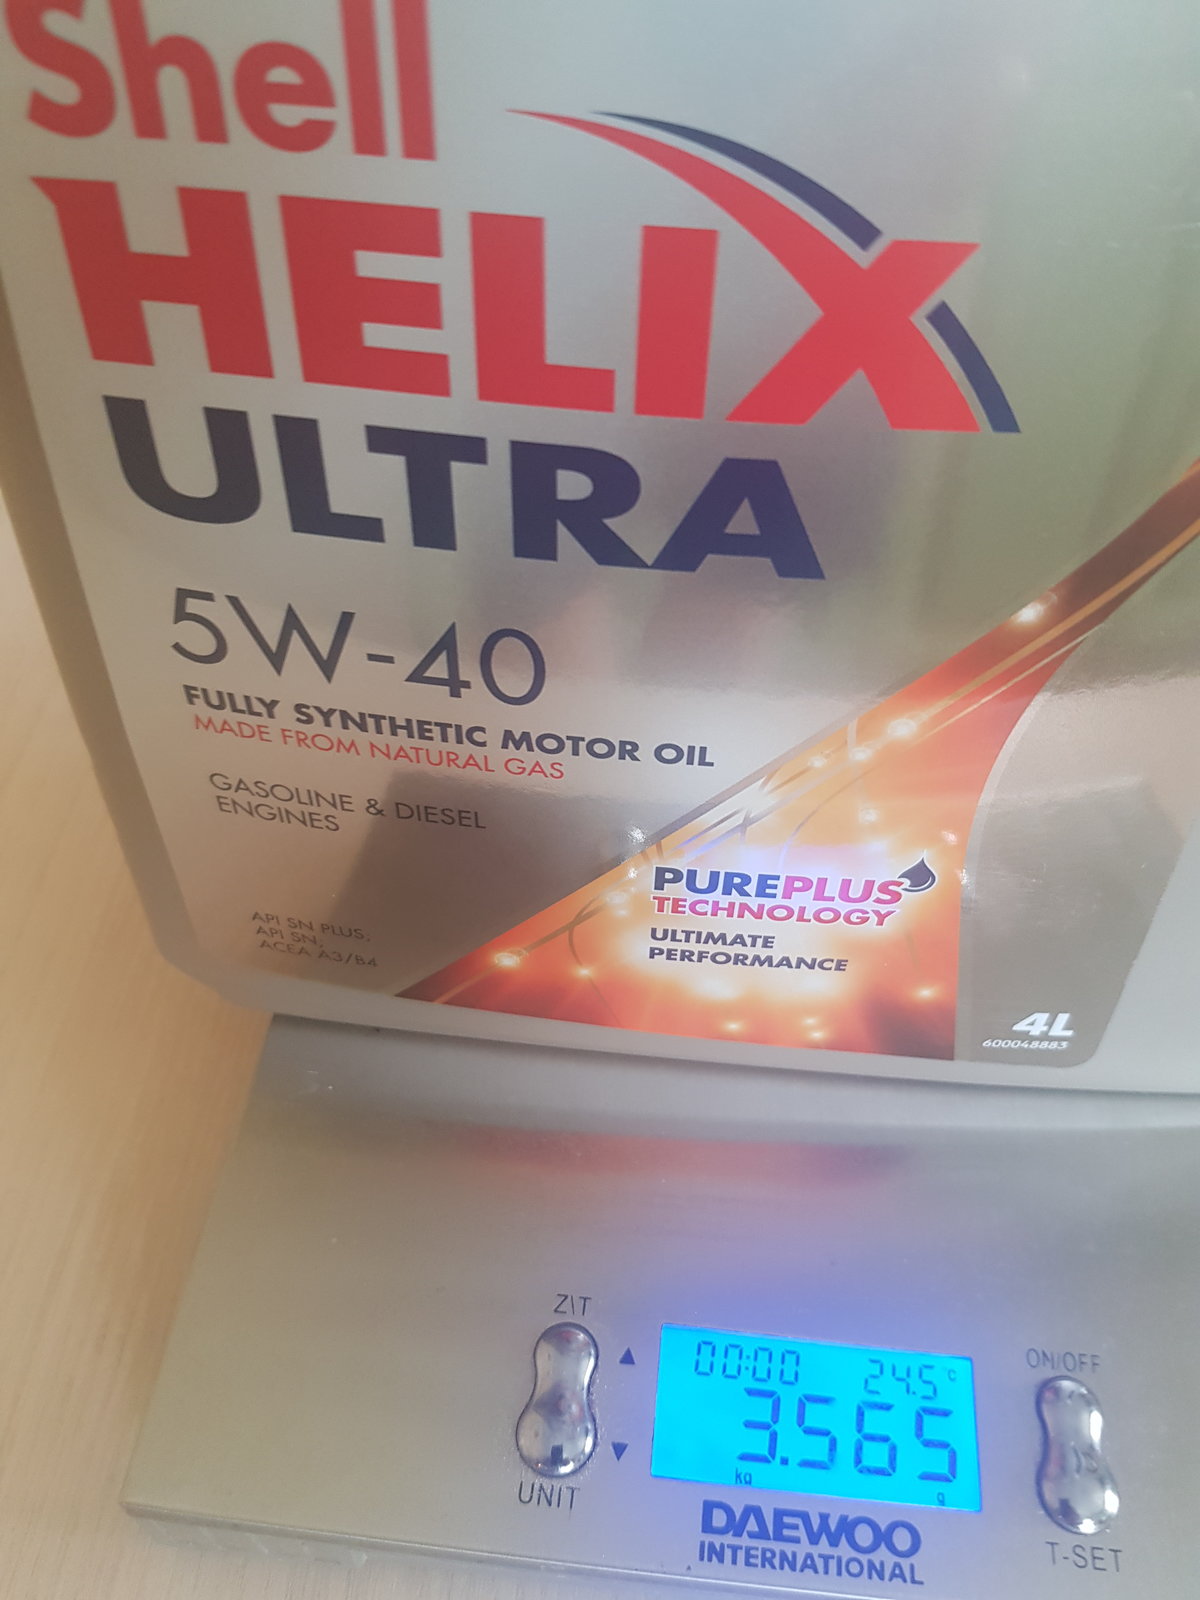 Shell
HELIX
ULTRA
5W-40
FULLY SYNTHETIC MOTOR OIL
MADE FROM NATURAL GAS
GASOLINE & DIESEL
ENGINES
API SN PLUS,
API SN,
ACEA A3/B4
PUREPLUS
TECHNOLOGY
ULTIMATE
PERFORMANCE
4L
600048883
Z\T
UNIT
00:00 24.5 °C
3.565
kg g
ON/OFF
T-SET
DAEWOO
INTERNATIONAL